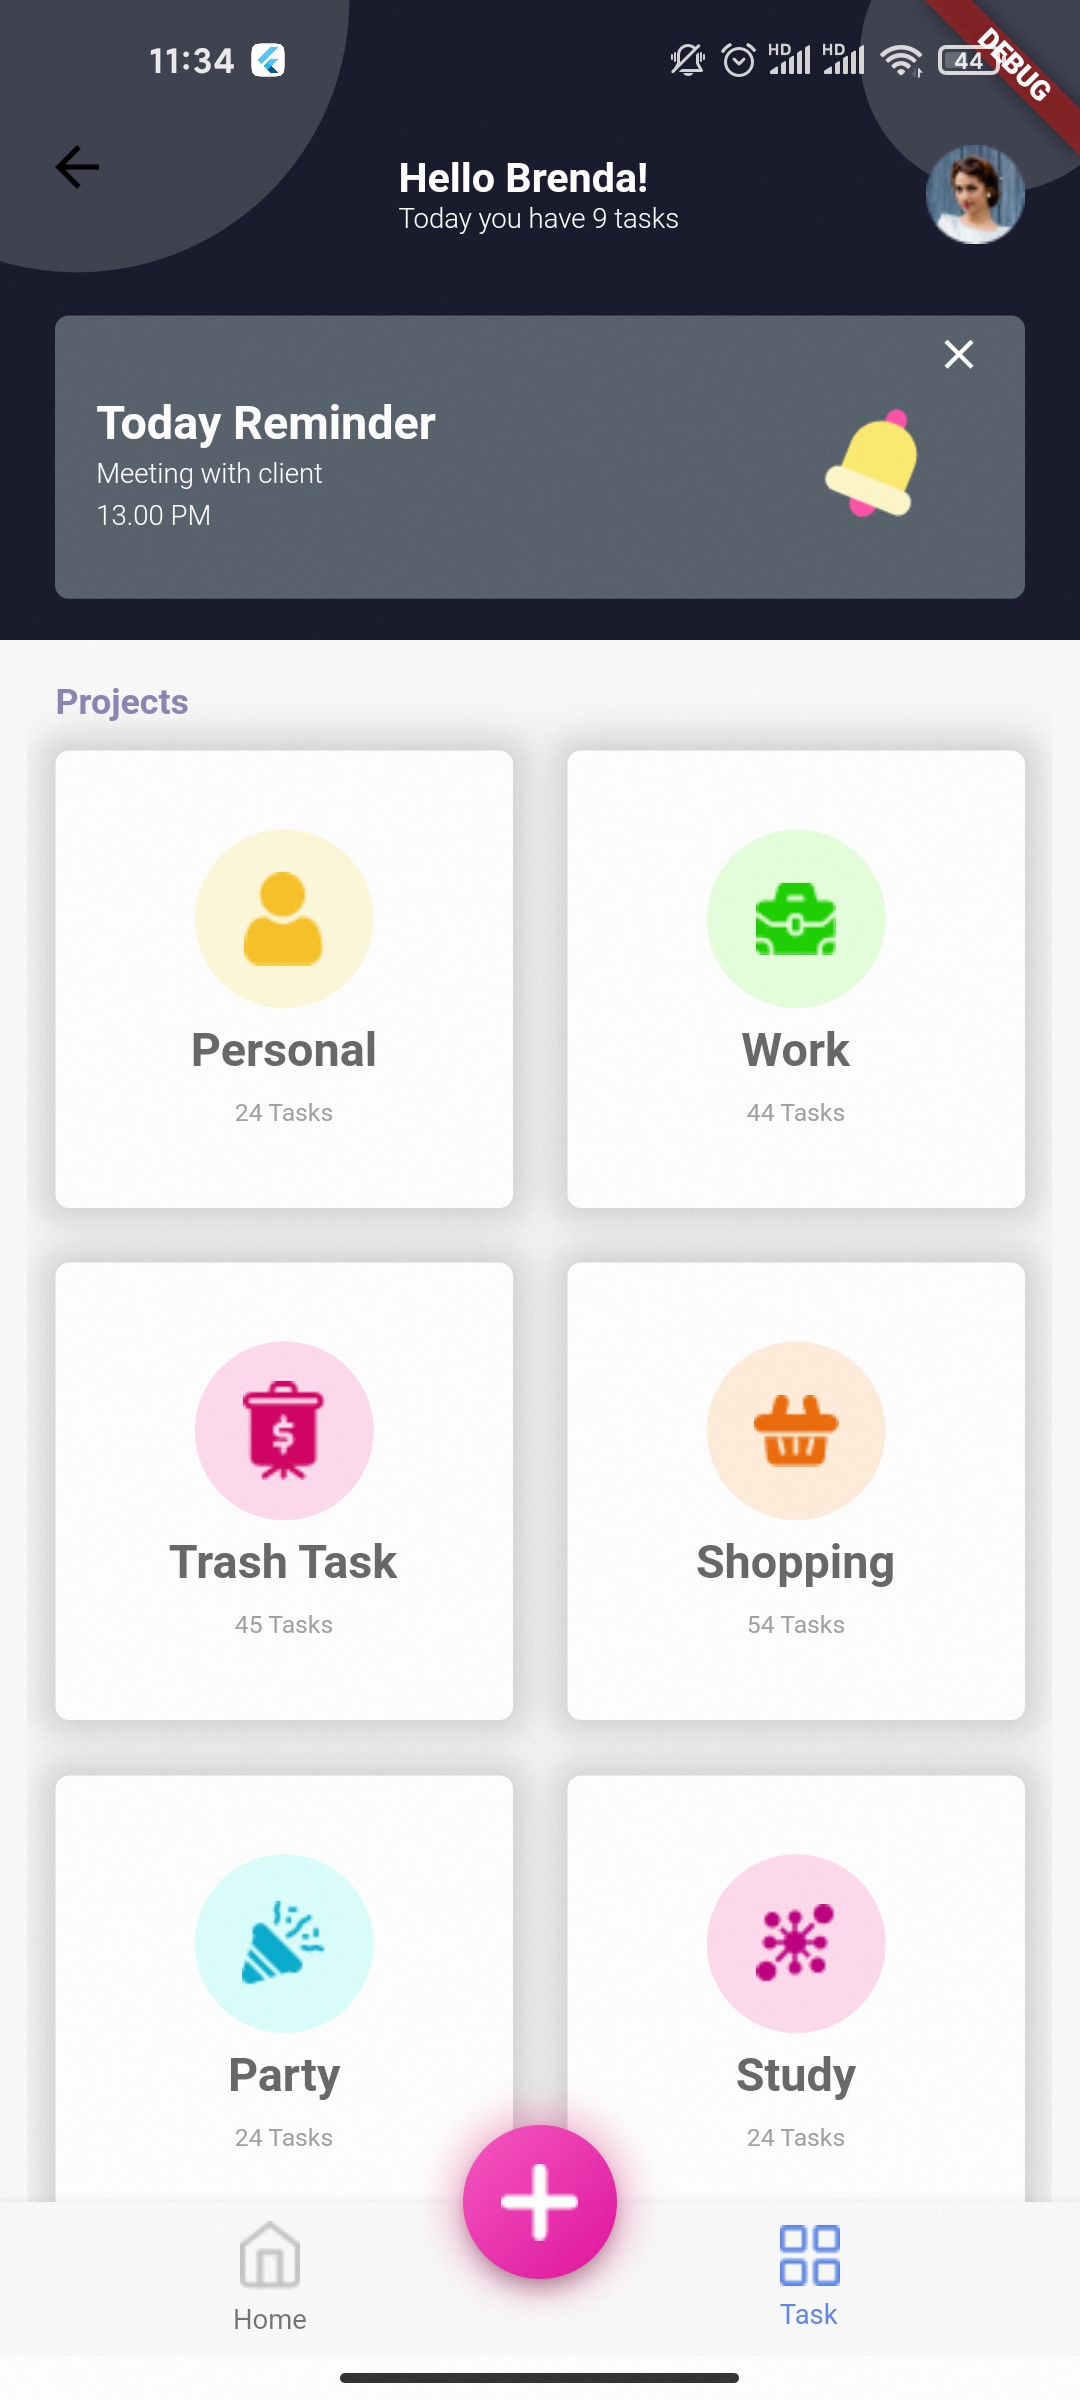 11:34
HD HD 44
DEBUG
Hello Brenda!
Today you have 9 tasks
Today Reminder
Meeting with client
13.00 PM
Projects
Personal
24 Tasks
Work
44 Tasks
$
Trash Task
45 Tasks
Shopping
54 Tasks
Party
24 Tasks
Study
24 Tasks
Home
Task